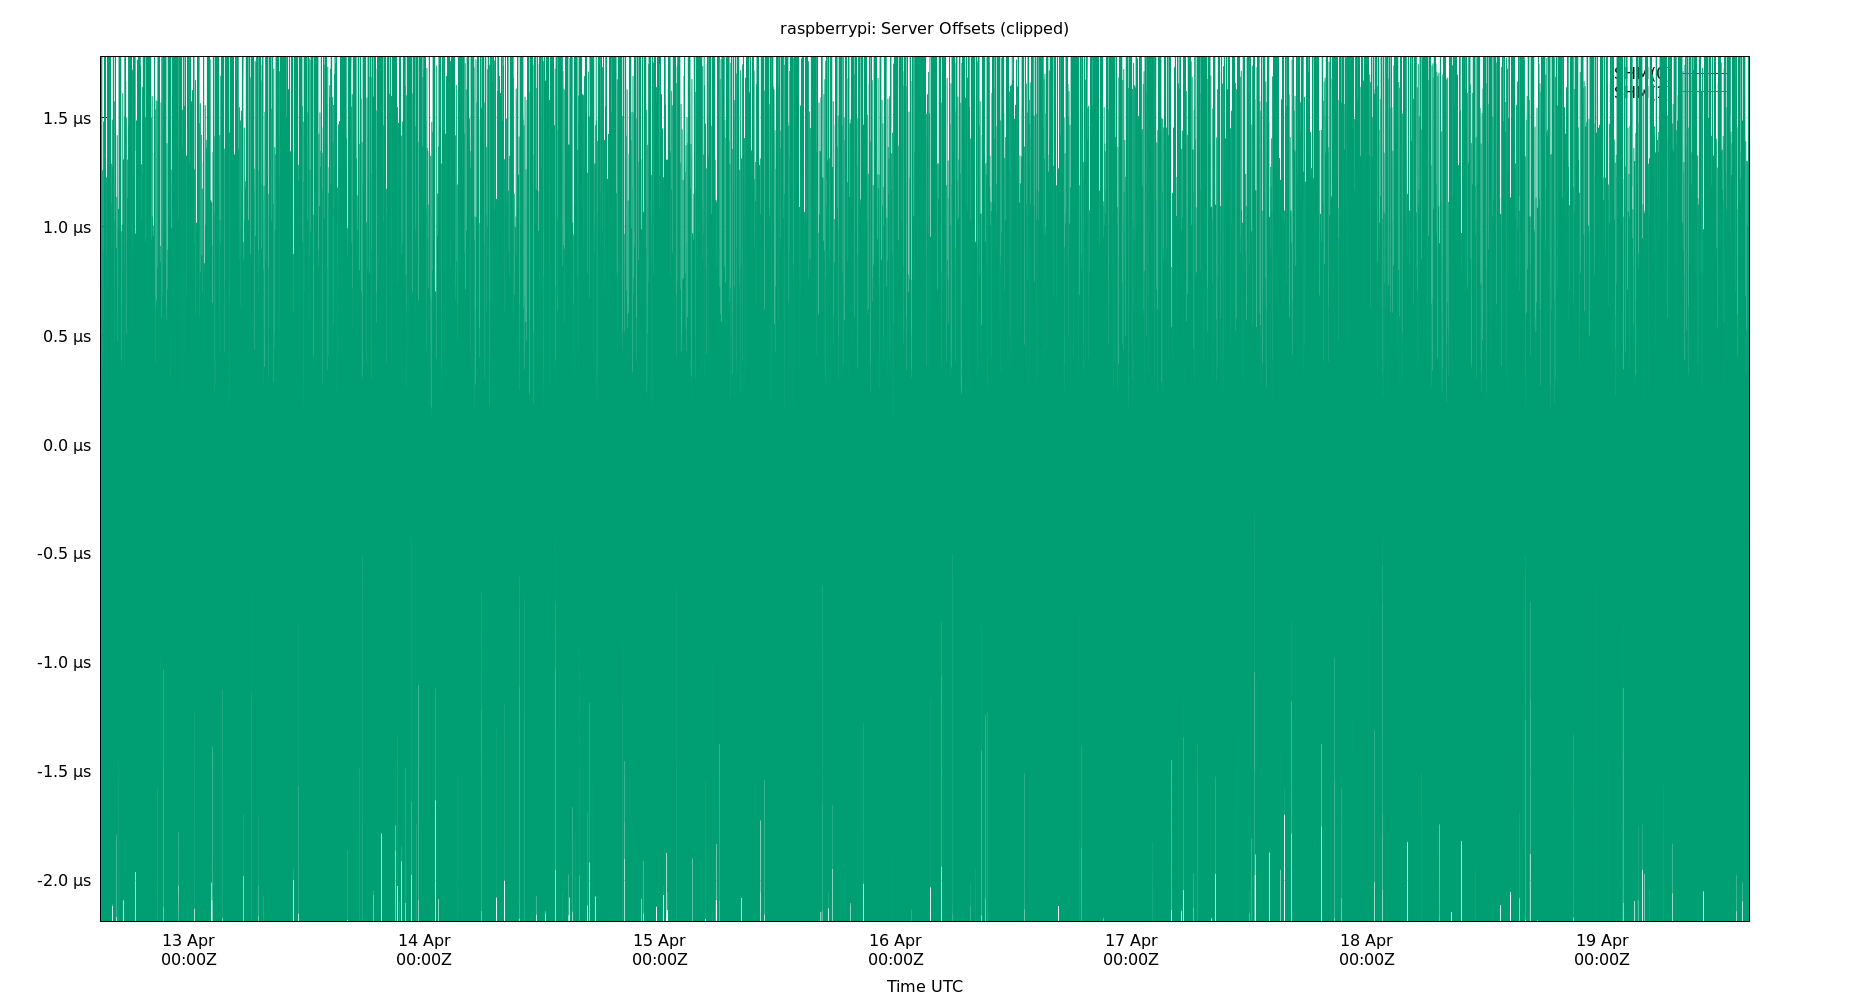 raspberrypi: Server Offsets (clipped)
1.5 µs
1.0 µs
0.5 µs
0.0 µs
-0.5 µs
-1.0 µs
-1.5 µs
-2.0 µs
13 Apr
00:00Z
14 Apr
00:00Z
15 Apr
00:00Z
16 Apr
00:00Z
17 Apr
00:00Z
18 Apr
00:00Z
19 Apr
00:00Z
Time UTC